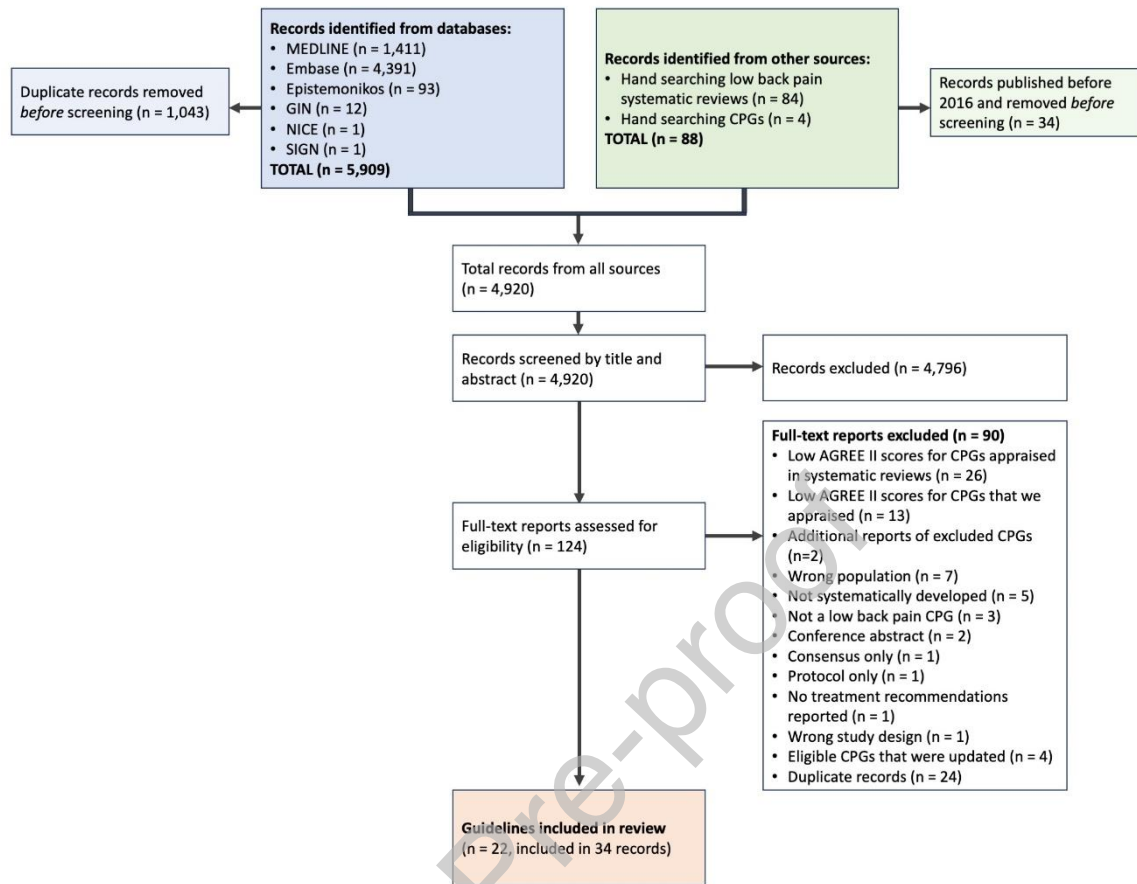 Records identified from databases:
• MEDLINE (n = 1,411)
• Embase (n = 4,391)
• Epistemonikos (n = 93)
• GIN (n = 12)
• NICE (n = 1)
• SIGN (n = 1)
TOTAL (n = 5,909)
Duplicate records removed
before screening (n = 1,043)
Records identified from other sources:
• Hand searching low back pain
systematic reviews (n = 84)
• Hand searching CPGs (n = 4)
TOTAL (n = 88)
Records published before
2016 and removed before
screening (n = 34)
Total records from all sources
(n = 4,920)
Records screened by title and
abstract (n = 4,920)
Records excluded (n = 4,796)
Full-text reports assessed for
eligibility (n = 124)
Full-text reports excluded (n = 90)
• Low AGREE II scores for CPGs appraised
in systematic reviews (n = 26)
• Low AGREE II scores for CPGs that we
appraised (n = 13)
• Additional reports of excluded CPGs
(n=2)
• Wrong population (n = 7)
• Not systematically developed (n = 5)
• Not a low back pain CPG (n = 3)
• Conference abstract (n = 2)
• Consensus only (n = 1)
• Protocol only (n = 1)
• No treatment recommendations
reported (n = 1)
• Wrong study design (n = 1)
• Eligible CPGs that were updated (n = 4)
• Duplicate records (n = 24)
Guidelines included in review
(n = 22, included in 34 records)
Pre-proof